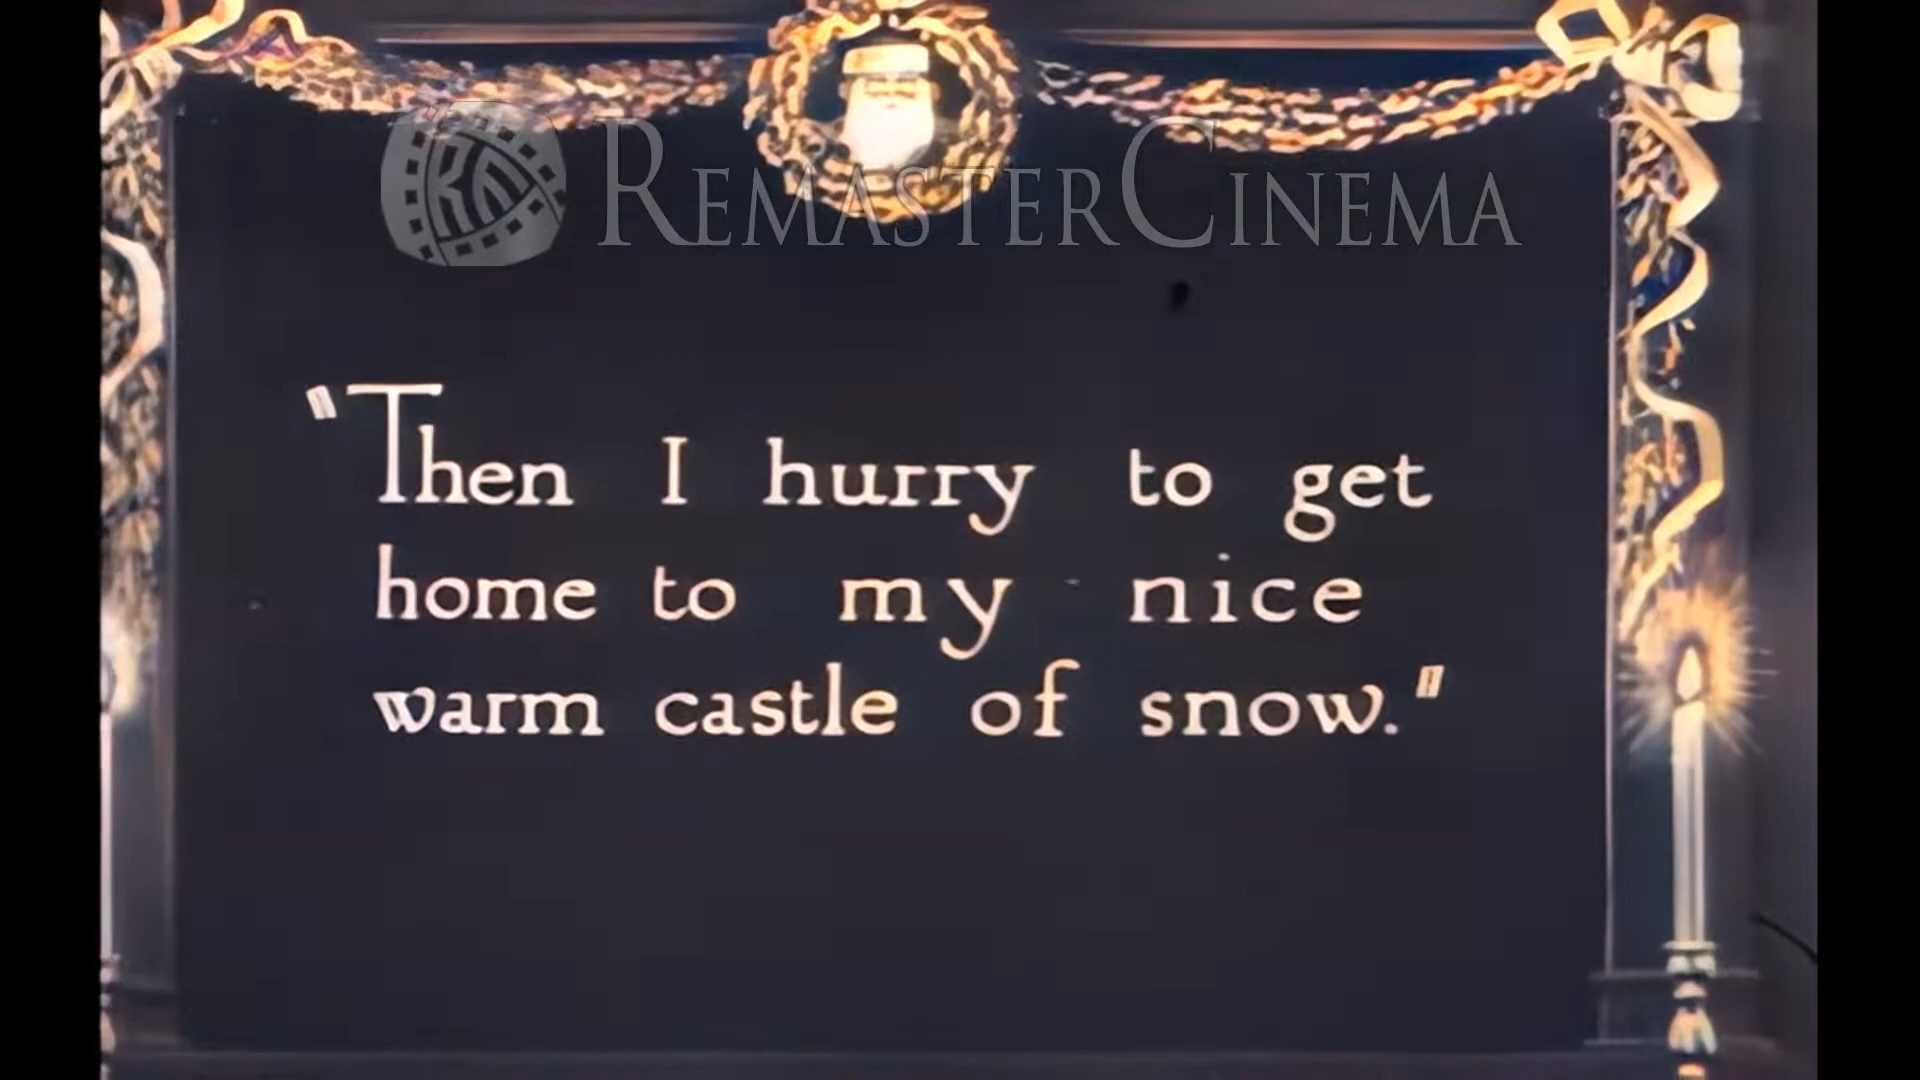 REMASTERCINEMA
"Then I hurry to get
home to my nice
warm castle of snow."